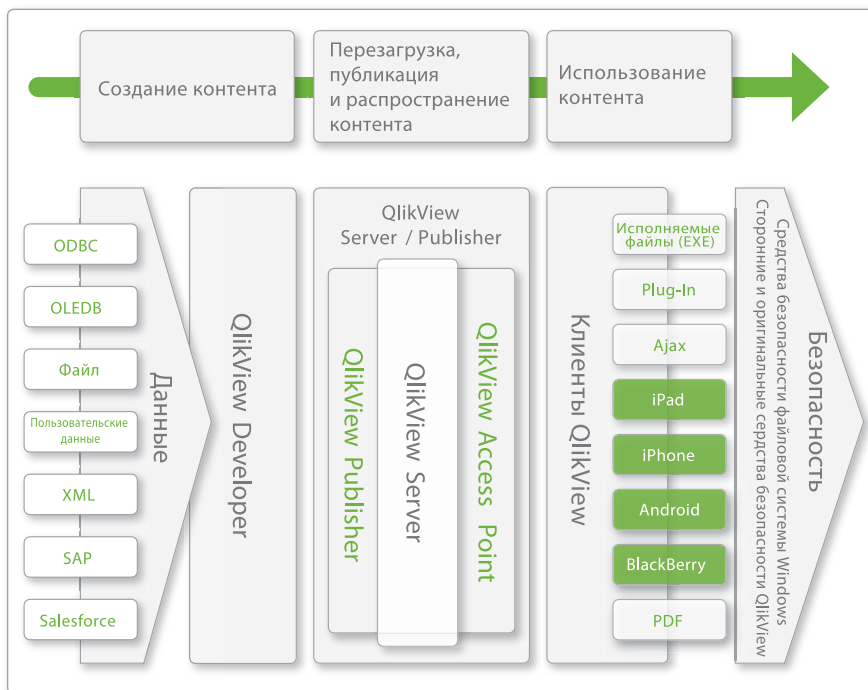 Создание контента
Перезагрузка,
публикация
и распространение
контента
Использование
контента
ODBC
OLEDB
Файл
Пользовательские
данные
XML
SAP
Salesforce
Данные
QlikView Developer
QlikView
Server / Publisher
QlikView Publisher
QlikView Server
QlikView Access Point
Клиенты QlikView
Исполняемые
файлы (EXE)
Plug-In
Ajax
iPad
iPhone
Android
BlackBerry
PDF
Безопасность
Средства безопасности файловой системы Windows
Сторонние и оригинальные сердства безопасности QlikView